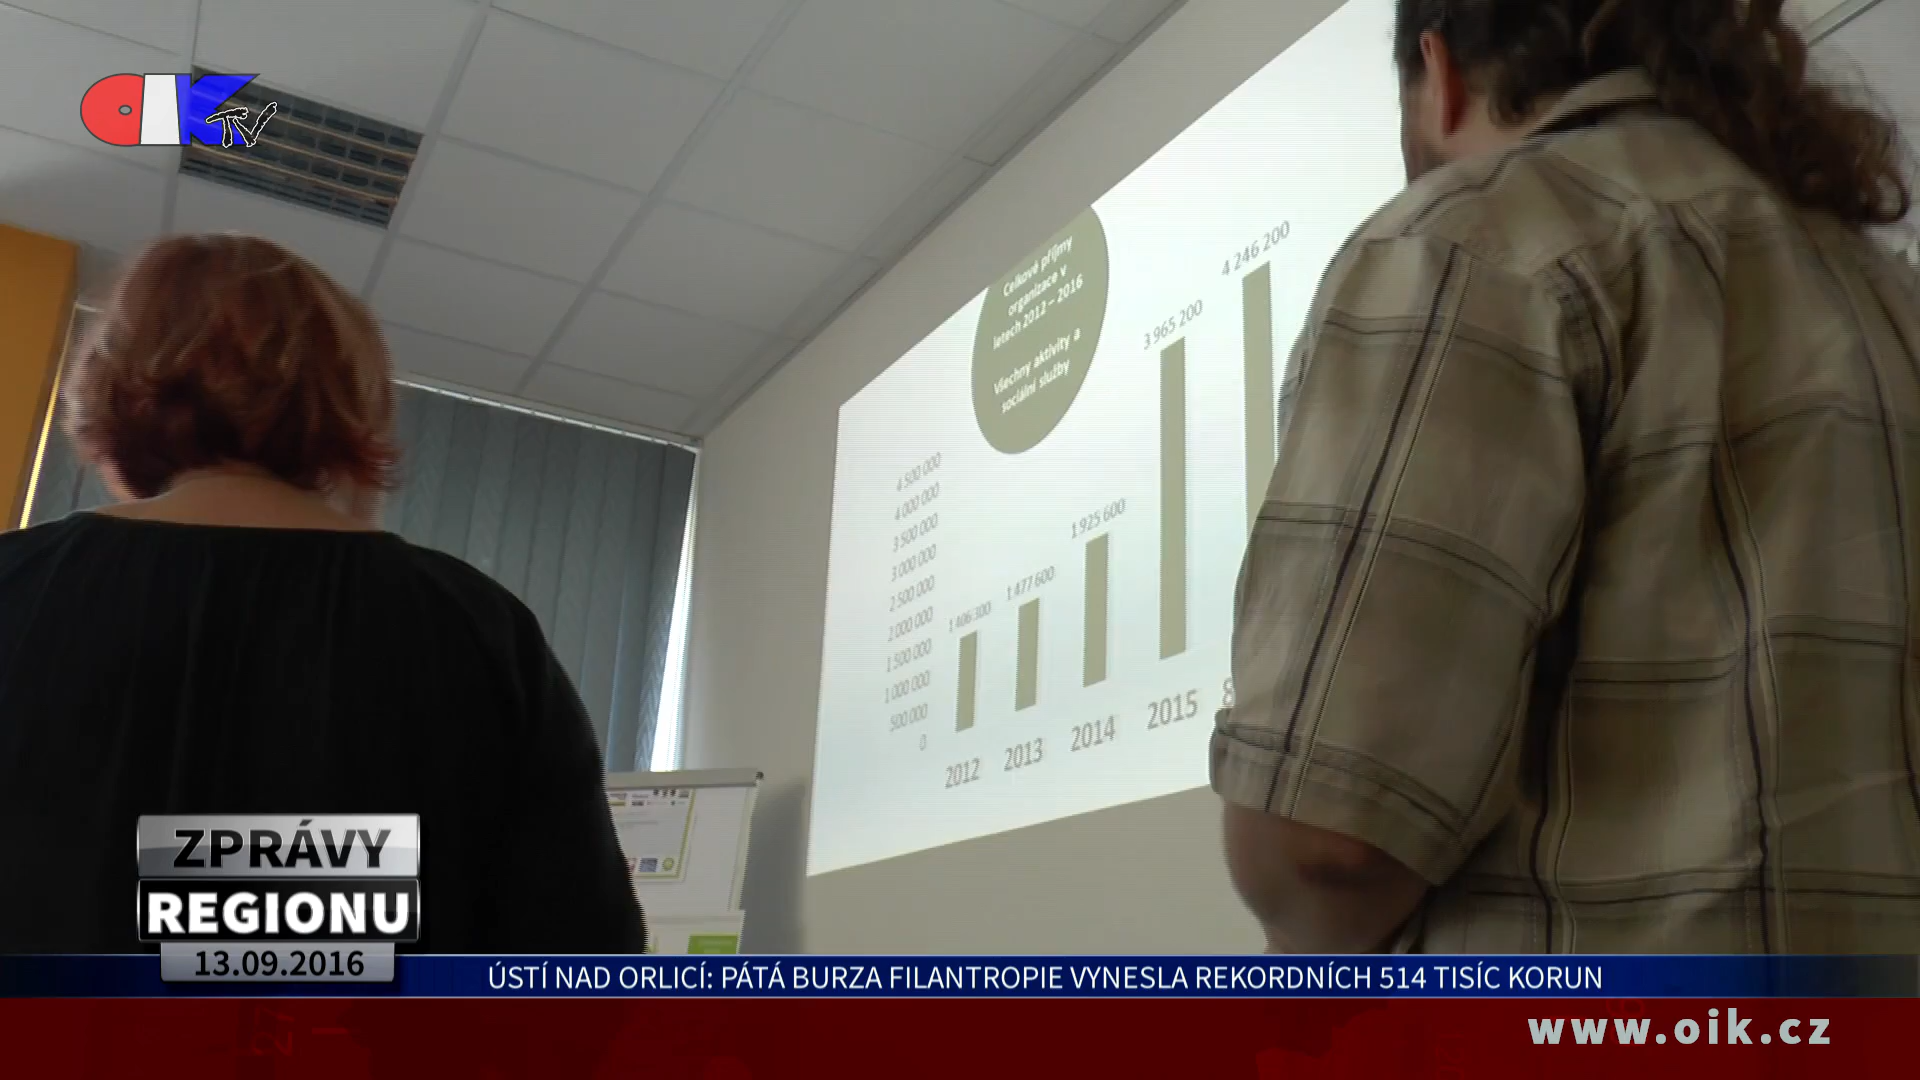 OIK TV
Celkové příjmy
organizace v
letech 2012 – 2016
Všechny aktivity a
sociální služby
4 500 000
4 000 000
3 500 000
3 000 000
2 500 000
2 000 000
1 500 000
1 000 000
500 000
0
1 406 300
1 477 600
1 925 600
3 965 200
4 246 200
2012
2013
2014
2015
8
ZPRÁVY
REGIONU
13.09.2016
ÚSTÍ NAD ORLICÍ: PÁTÁ BURZA FILANTROPIE VYNESLA REKORDNÍCH 514 TISÍC KORUN
www.oik.cz